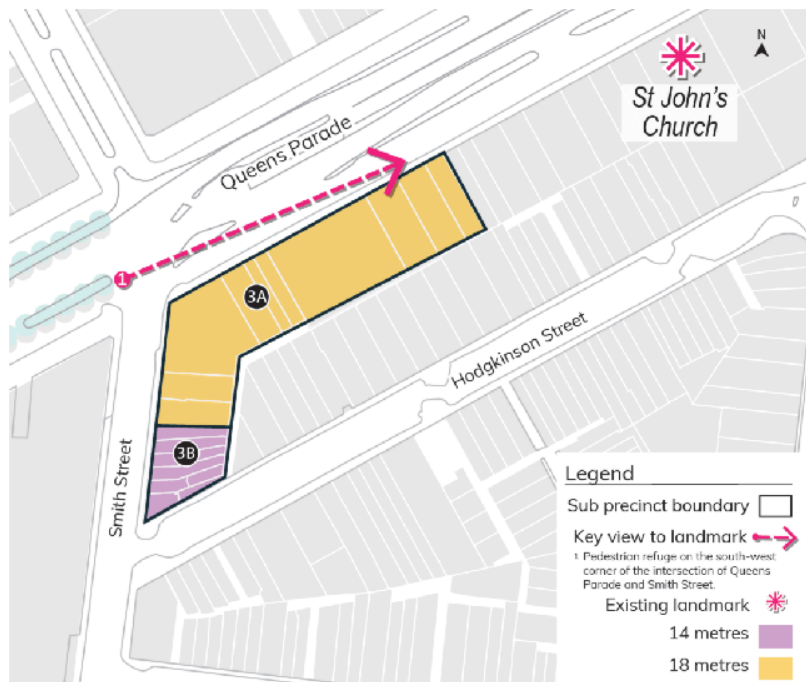 N
St John's
Church
Queens Parade
1
3A
Hodgkinson Street
3B
Smith Street
Legend
Sub precinct boundary
Key view to landmark
1 Pedestrian refuge on the south-west
corner of the intersection of Queens
Parade and Smith Street.
Existing landmark
14 metres
18 metres